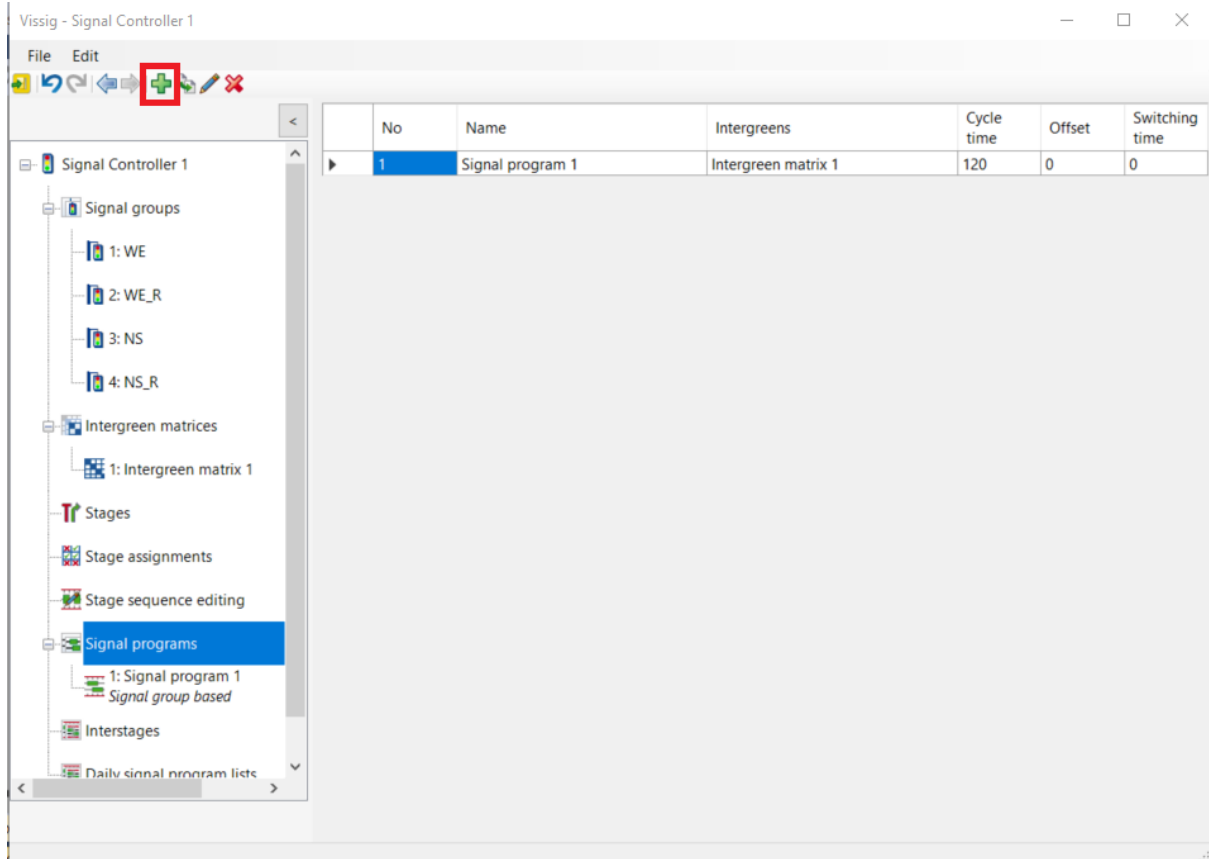 Vissig - Signal Controller 1
File Edit
<
No Name Intergreens Cycle time Offset Switching time
1 Signal program 1 Intergreen matrix 1 120 0 0
Signal Controller 1
Signal groups
1: WE
2: WE_R
3: NS
4: NS_R
Intergreen matrices
1: Intergreen matrix 1
Stages
Stage assignments
Stage sequence editing
Signal programs
1: Signal program 1
Signal group based
Interstages
Daily signal program lists